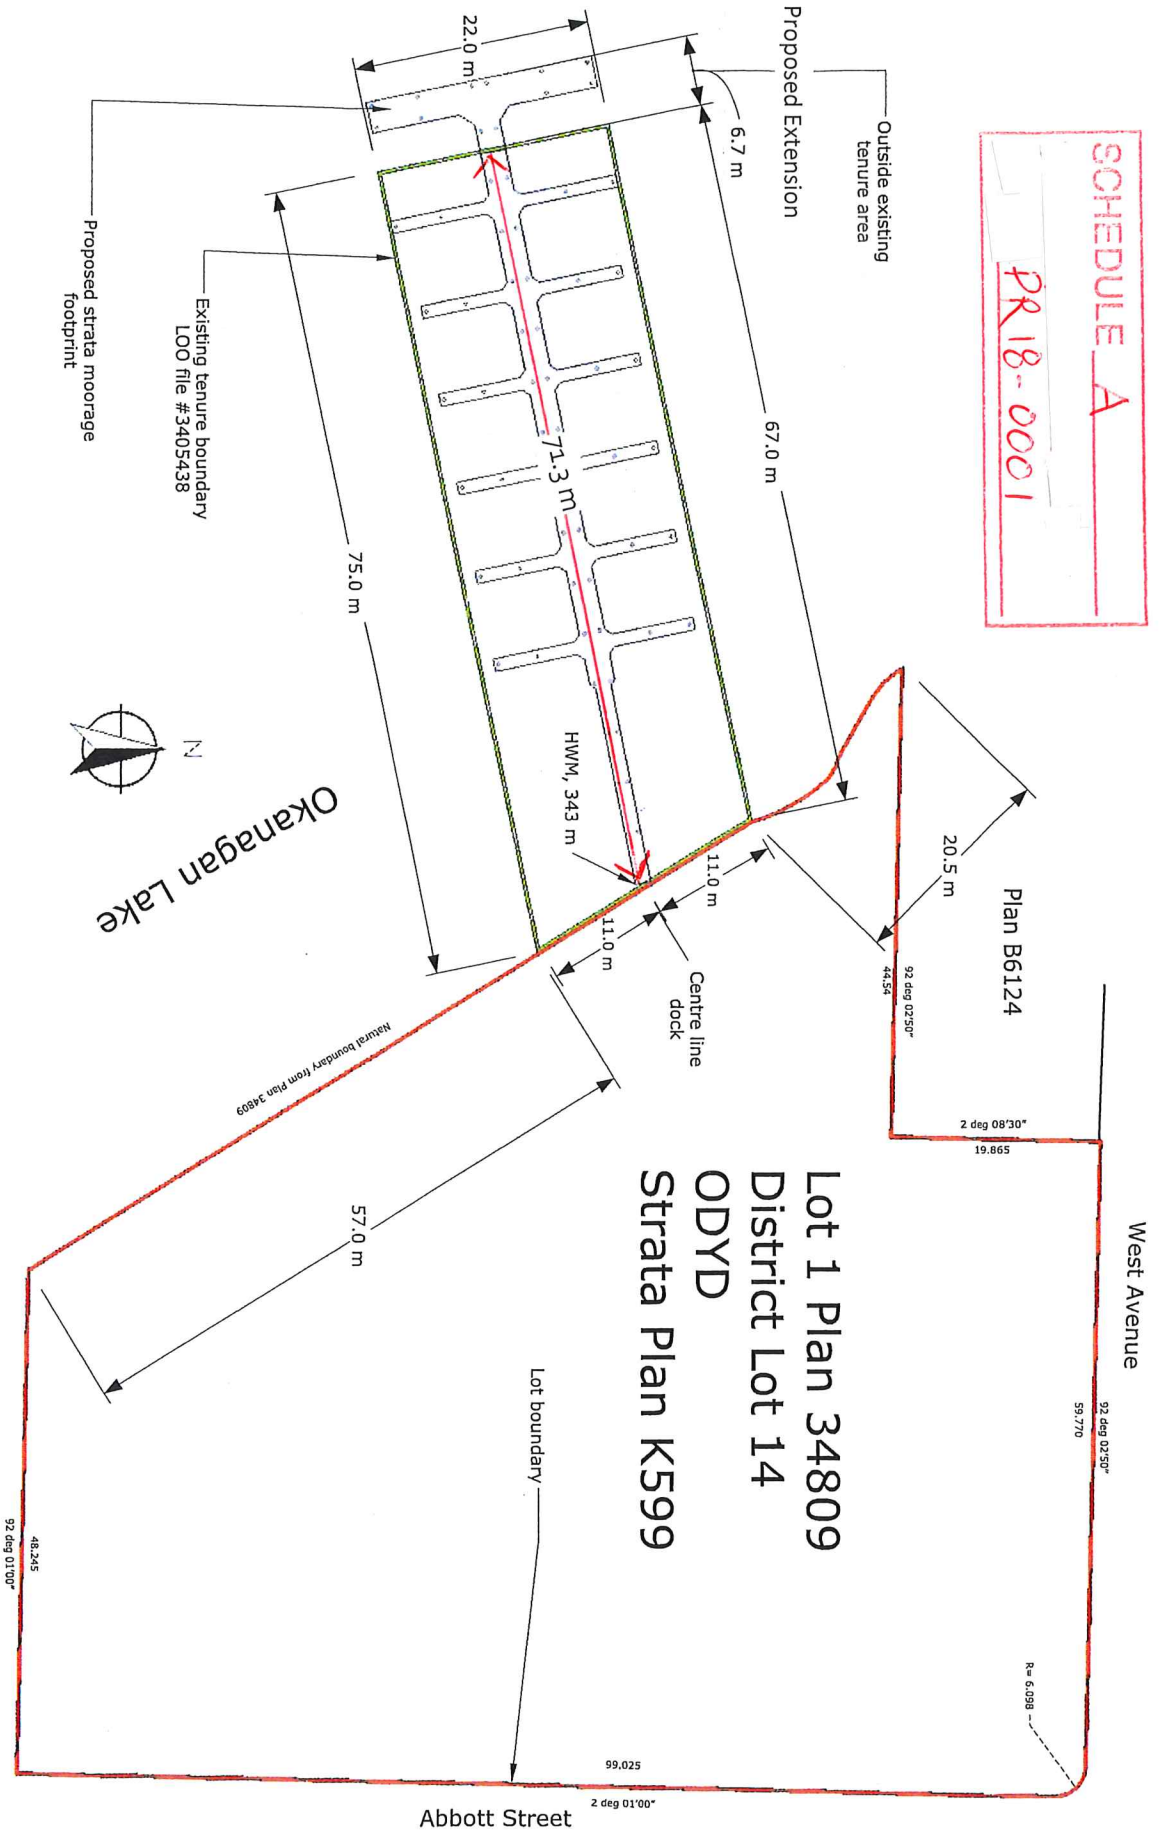 SCHEDULE A
PR 18-0001
West Avenue
92 deg 02'50"
59.770
R= 6.098
Plan B6124
2 deg 08'30"
19.865
92 deg 02'50"
44.54
20.5 m
Outside existing
tenure area
Proposed Extension
6.7 m
22.0 m
67.0 m
71.3 m
75.0 m
HWM, 343 m
11.0 m
11.0 m
Centre line
dock
Existing tenure boundary
LOO file #3405438
Proposed strata moorage
footprint
N
Okanagan Lake
Natural boundary from Plan 34809
57.0 m
Lot 1 Plan 34809
District Lot 14
ODYD
Strata Plan K599
Lot boundary
99.025
2 deg 01'00"
Abbott Street
48.245
92 deg 01'00"